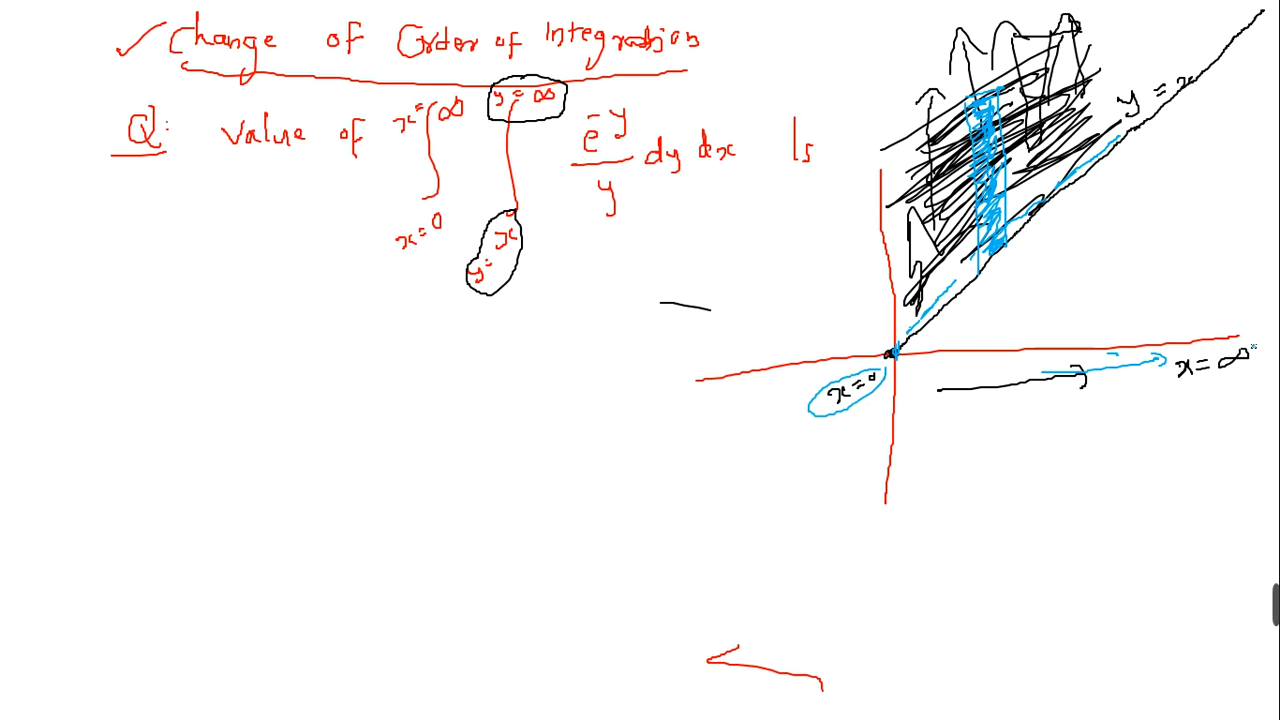 Change of Order of Integration
Q: Value of ∫_{x=0}^{x=∞} ∫_{y=x}^{y=∞} e^{-y}/y dy dx Is
y = x
x=0
x=∞